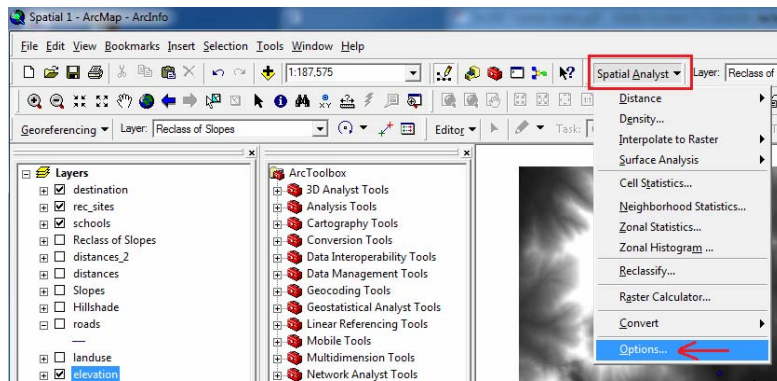 Spatial 1 - ArcMap - ArcInfo
File Edit View Bookmarks Insert Selection Tools Window Help
1:187,575
Spatial Analyst
Layer: Reclass of
Georeferencing Layer: Reclass of Slopes
Editor Task:
Layers
destination
rec_sites
schools
Reclass of Slopes
distances_2
distances
Slopes
Hillshade
roads
landuse
elevation
ArcToolbox
3D Analyst Tools
Analysis Tools
Cartography Tools
Conversion Tools
Data Interoperability Tools
Data Management Tools
Geocoding Tools
Geostatistical Analyst Tools
Linear Referencing Tools
Mobile Tools
Multidimension Tools
Network Analyst Tools
Distance
Density...
Interpolate to Raster
Surface Analysis
Cell Statistics...
Neighborhood Statistics...
Zonal Statistics...
Zonal Histogram ...
Reclassify...
Raster Calculator...
Convert
Options...